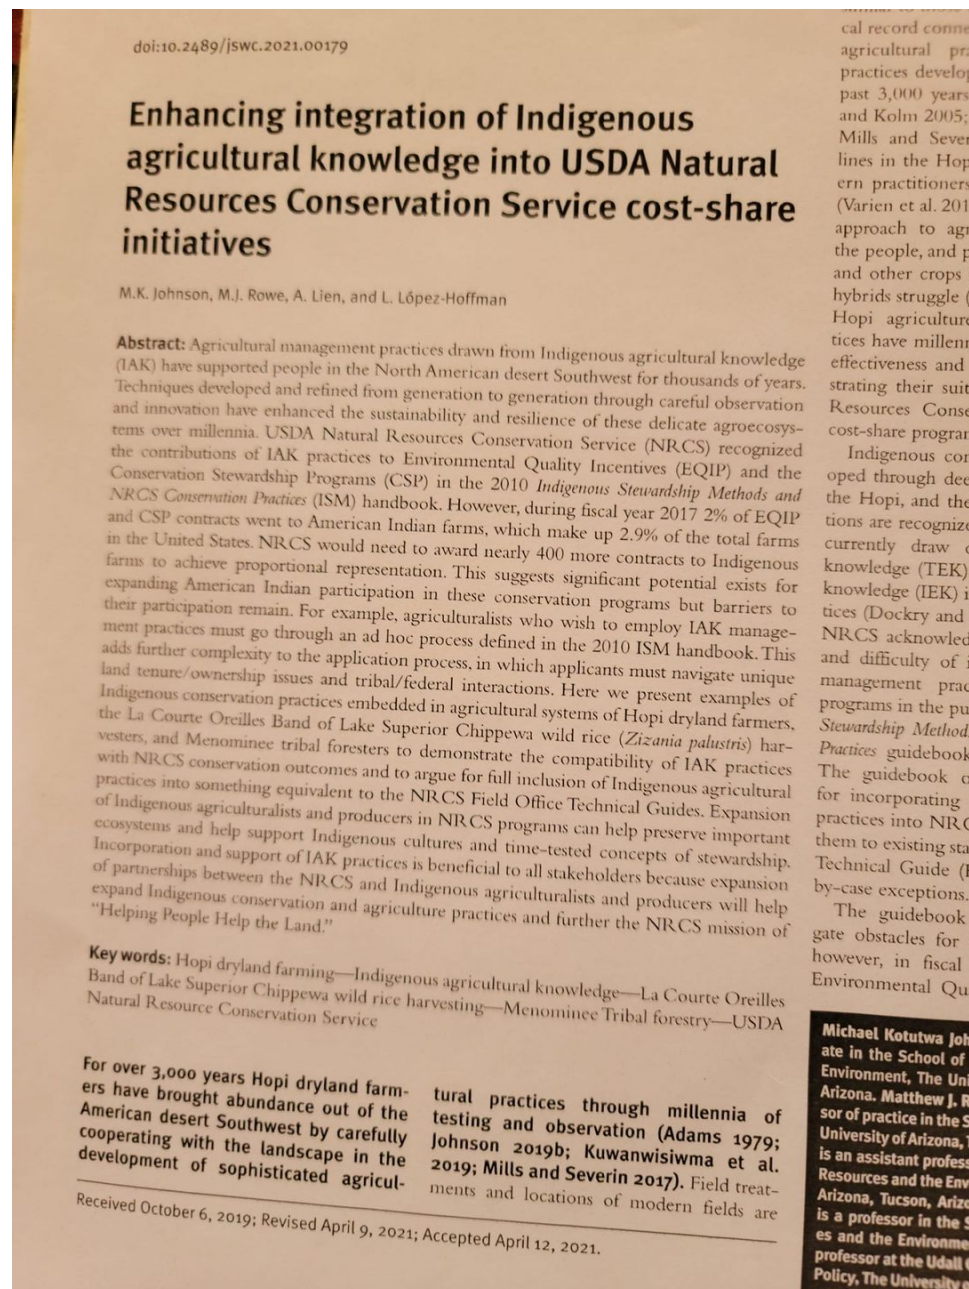 doi:10.2489/jswc.2021.00179
Enhancing integration of Indigenous
agricultural knowledge into USDA Natural
Resources Conservation Service cost-share
initiatives
M.K. Johnson, M.J. Rowe, A. Lien, and L. López-Hoffman
Abstract: Agricultural management practices drawn from Indigenous agricultural knowledge
(IAK) have supported people in the North American desert Southwest for thousands of years.
Techniques developed and refined from generation to generation through careful observation
and innovation have enhanced the sustainability and resilience of these delicate agroecosys-
tems over millennia. USDA Natural Resources Conservation Service (NRCS) recognized
the contributions of IAK practices to Environmental Quality Incentives (EQIP) and the
Conservation Stewardship Programs (CSP) in the 2010 Indigenous Stewardship Methods and
NRCS Conservation Practices (ISM) handbook. However, during fiscal year 2017 2% of EQIP
and CSP contracts went to American Indian farms, which make up 2.9% of the total farms
in the United States. NRCS would need to award nearly 400 more contracts to Indigenous
farms to achieve proportional representation. This suggests significant potential exists for
expanding American Indian participation in these conservation programs but barriers to
their participation remain. For example, agriculturalists who wish to employ IAK manage-
ment practices must go through an ad hoc process defined in the 2010 ISM handbook. This
adds further complexity to the application process, in which applicants must navigate unique
land tenure/ownership issues and tribal/federal interactions. Here we present examples of
Indigenous conservation practices embedded in agricultural systems of Hopi dryland farmers,
the La Courte Oreilles Band of Lake Superior Chippewa wild rice (Zizania palustris) har-
vesters, and Menominee tribal foresters to demonstrate the compatibility of IAK practices
with NRCS conservation outcomes and to argue for full inclusion of Indigenous agricultural
practices into something equivalent to the NRCS Field Office Technical Guides. Expansion
of Indigenous agriculturalists and producers in NRCS programs can help preserve important
ecosystems and help support Indigenous cultures and time-tested concepts of stewardship.
Incorporation and support of IAK practices is beneficial to all stakeholders because expansion
of partnerships between the NRCS and Indigenous agriculturalists and producers will help
expand Indigenous conservation and agriculture practices and further the NRCS mission of
“Helping People Help the Land.”
Key words: Hopi dryland farming—Indigenous agricultural knowledge—La Courte Oreilles
Band of Lake Superior Chippewa wild rice harvesting—Menominee Tribal forestry—USDA
Natural Resource Conservation Service
For over 3,000 years Hopi dryland farm-
ers have brought abundance out of the
American desert Southwest by carefully
cooperating with the landscape in the
development of sophisticated agricul-
tural practices through millennia of
testing and observation (Adams 1979;
Johnson 2019b; Kuwanwisiwma et al.
2019; Mills and Severin 2017). Field treat-
ments and locations of modern fields are
Received October 6, 2019; Revised April 9, 2021; Accepted April 12, 2021.
cal record
agricultural
practices
past 3,000 years
and Kolm 2005;
Mills and
lines in the
ern practitioners
(Varien et al.
approach to
the people, and
and other crops
hybrids struggle
Hopi agriculture
tices have
effectiveness and
strating their
Resources
cost-share
Indigenous
oped through
the Hopi, and
tions are
currently draw
knowledge (TEK)
knowledge (IEK)
tices (Dockry and
NRCS
and difficulty of
management
programs in the
Stewardship
Practices guidebook
The guidebook
for incorporating
practices into
them to existing
Technical Guide
by-case exceptions.
The guidebook
gate obstacles for
however, in fiscal
Environmental
Michael Kotutwa
ate in the School of
Environment, The
Arizona. Matthew J.
sor of practice in the
University of Arizona,
is an assistant
Resources and the
Arizona, Tucson,
is a professor in the
es and the
professor at the Udall
Policy, The University